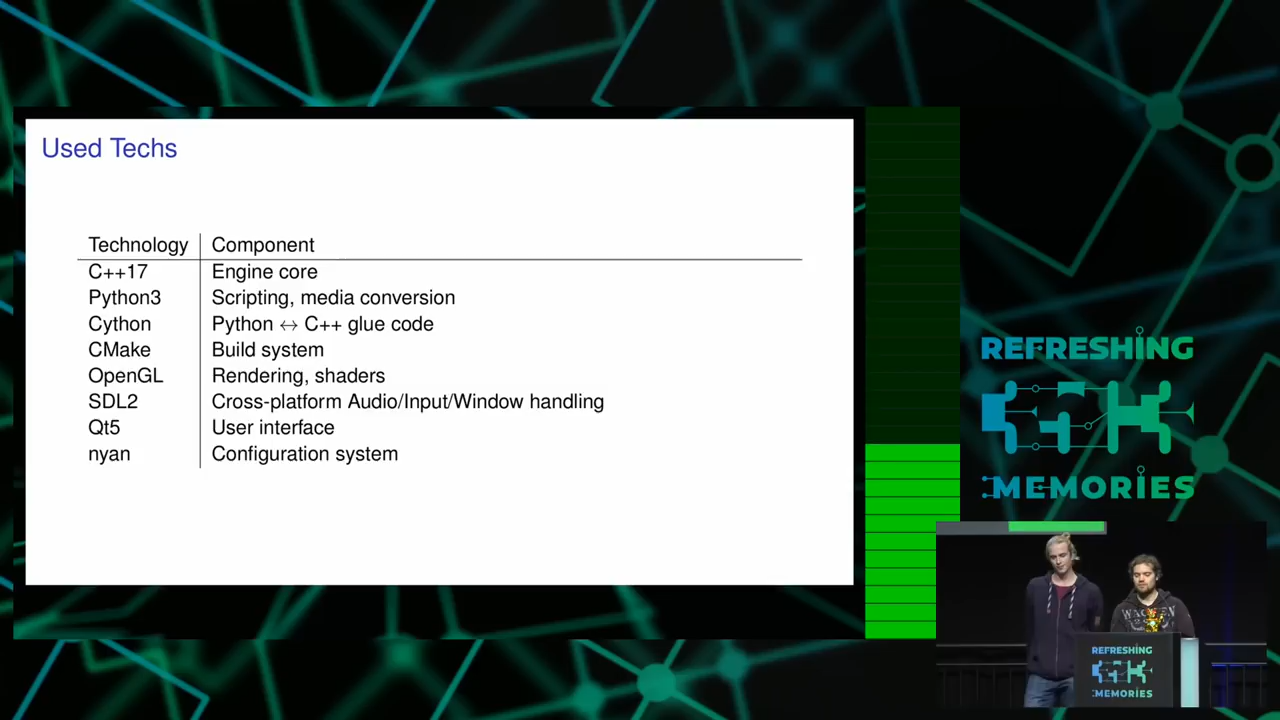 Used Techs
Technology Component
C++17 Engine core
Python3 Scripting, media conversion
Cython Python ↔ C++ glue code
CMake Build system
OpenGL Rendering, shaders
SDL2 Cross-platform Audio/Input/Window handling
Qt5 User interface
nyan Configuration system
REFRESHING
35C3
MEMORIES
REFRESHING
35C3
MEMORIES